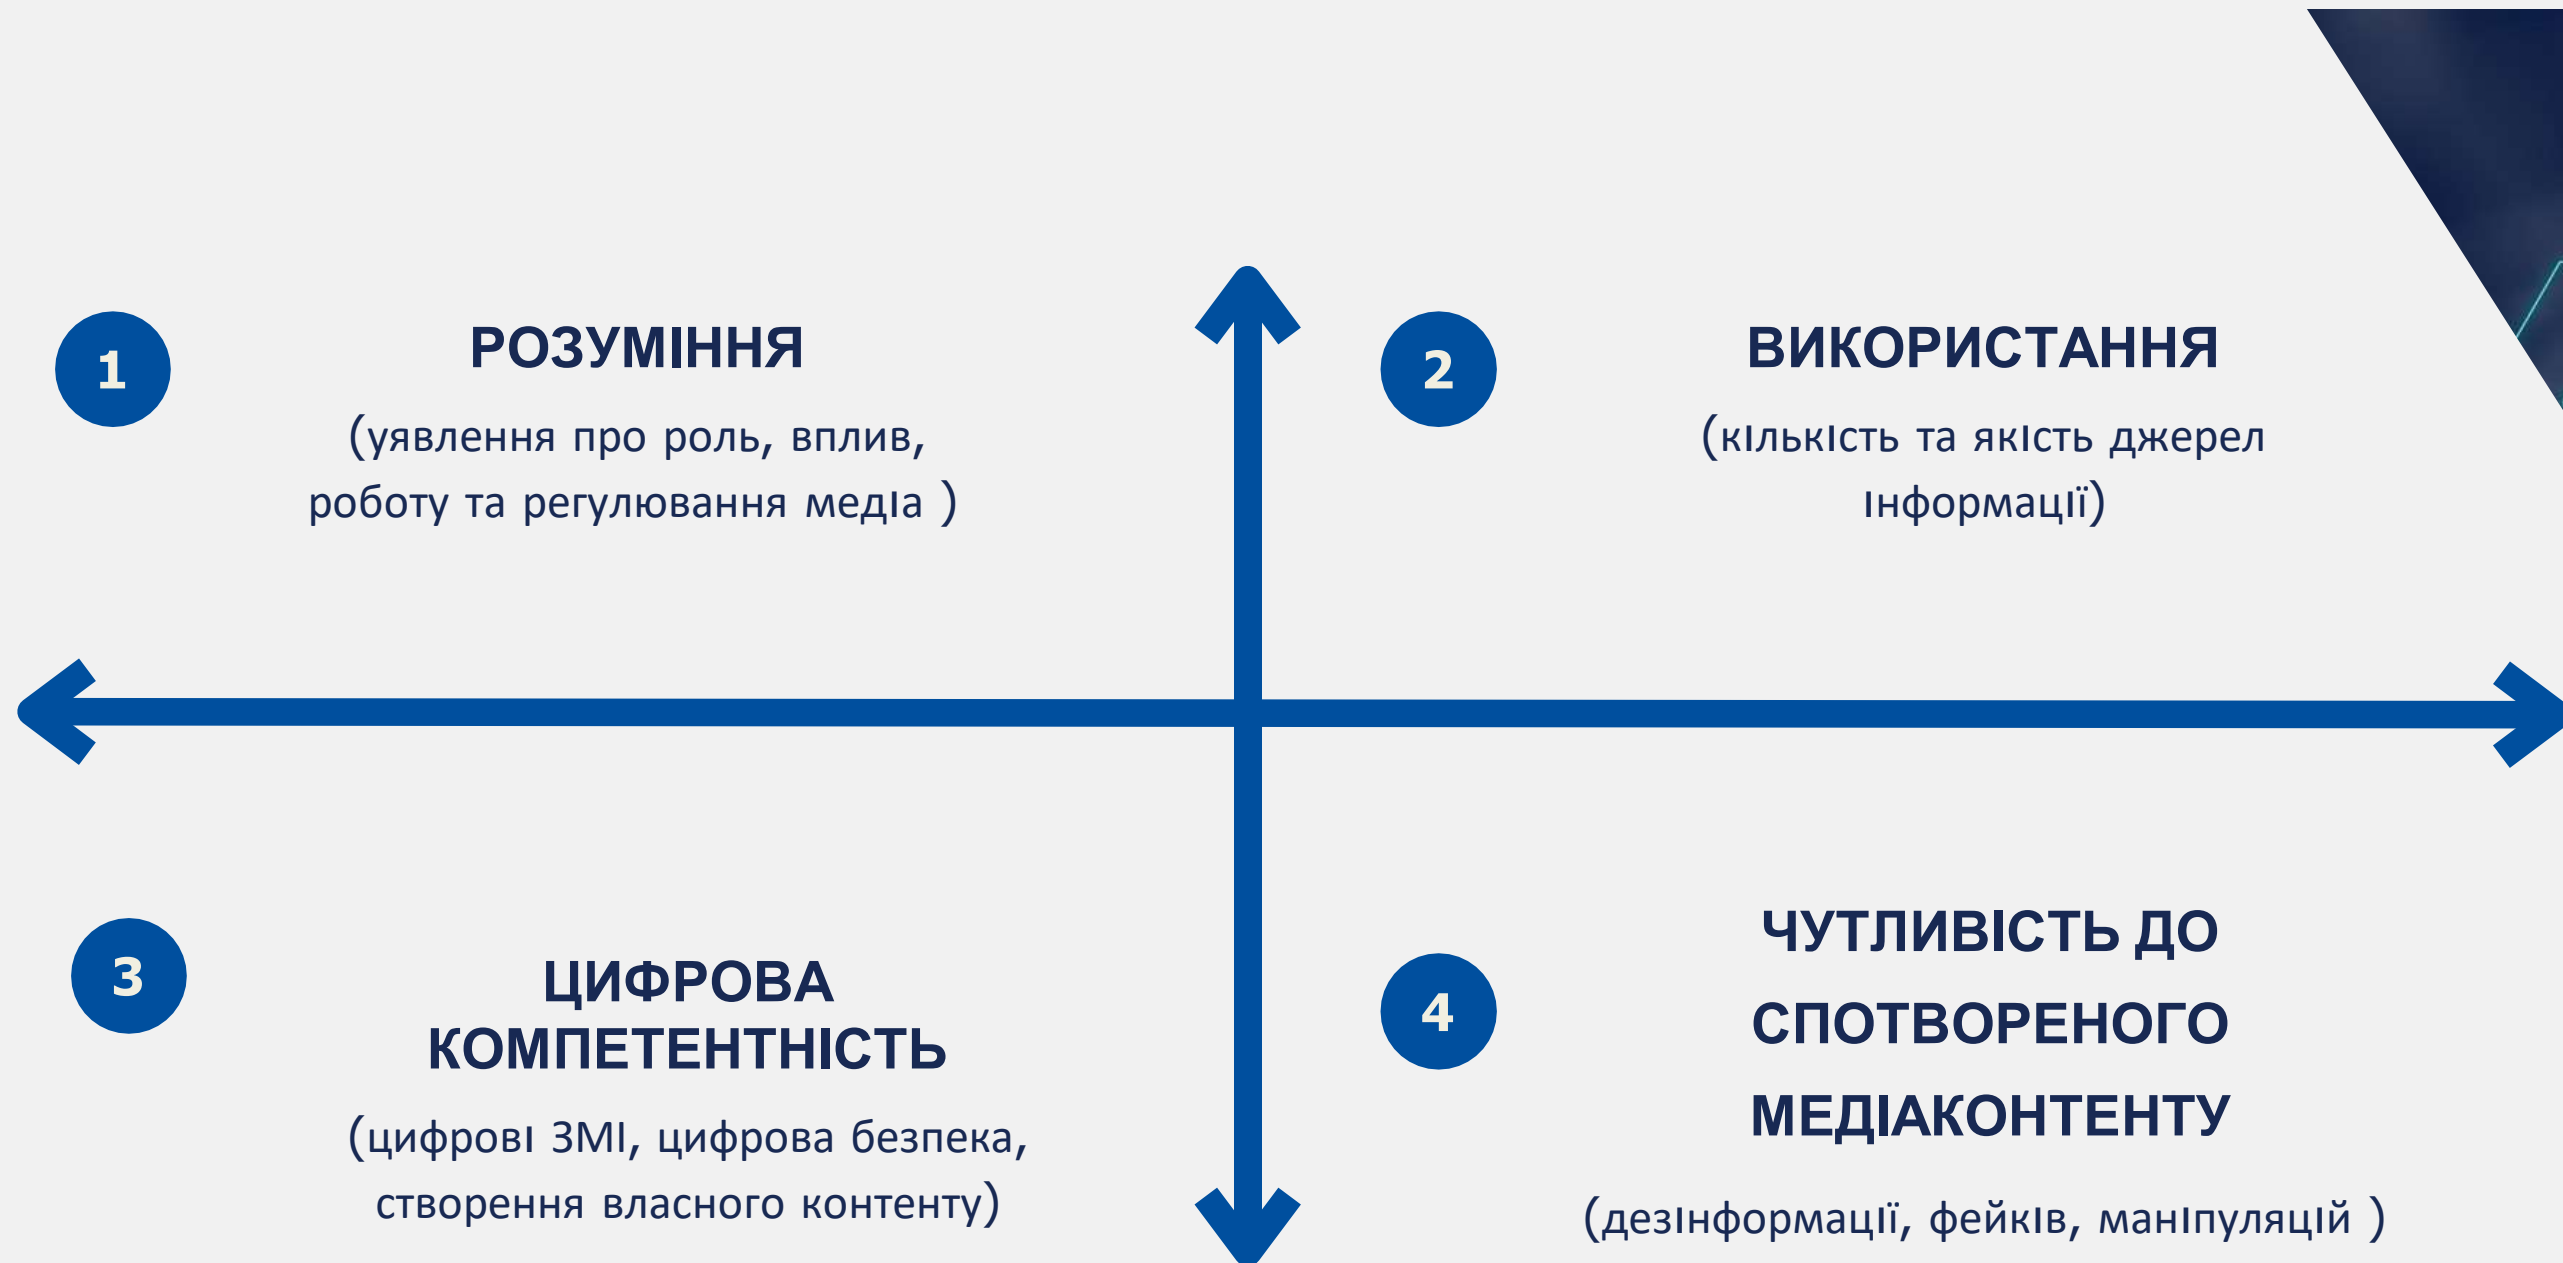 1
РОЗУМІННЯ
(уявлення про роль, вплив,
роботу та регулювання медіа )
2
ВИКОРИСТАННЯ
(кількість та якість джерел
інформації)
3
ЦИФРОВА
КОМПЕТЕНТНІСТЬ
(цифрові ЗМІ, цифрова безпека,
створення власного контенту)
4
ЧУТЛИВІСТЬ ДО
СПОТВОРЕНОГО
МЕДІАКОНТЕНТУ
(дезінформації, фейків, маніпуляцій )